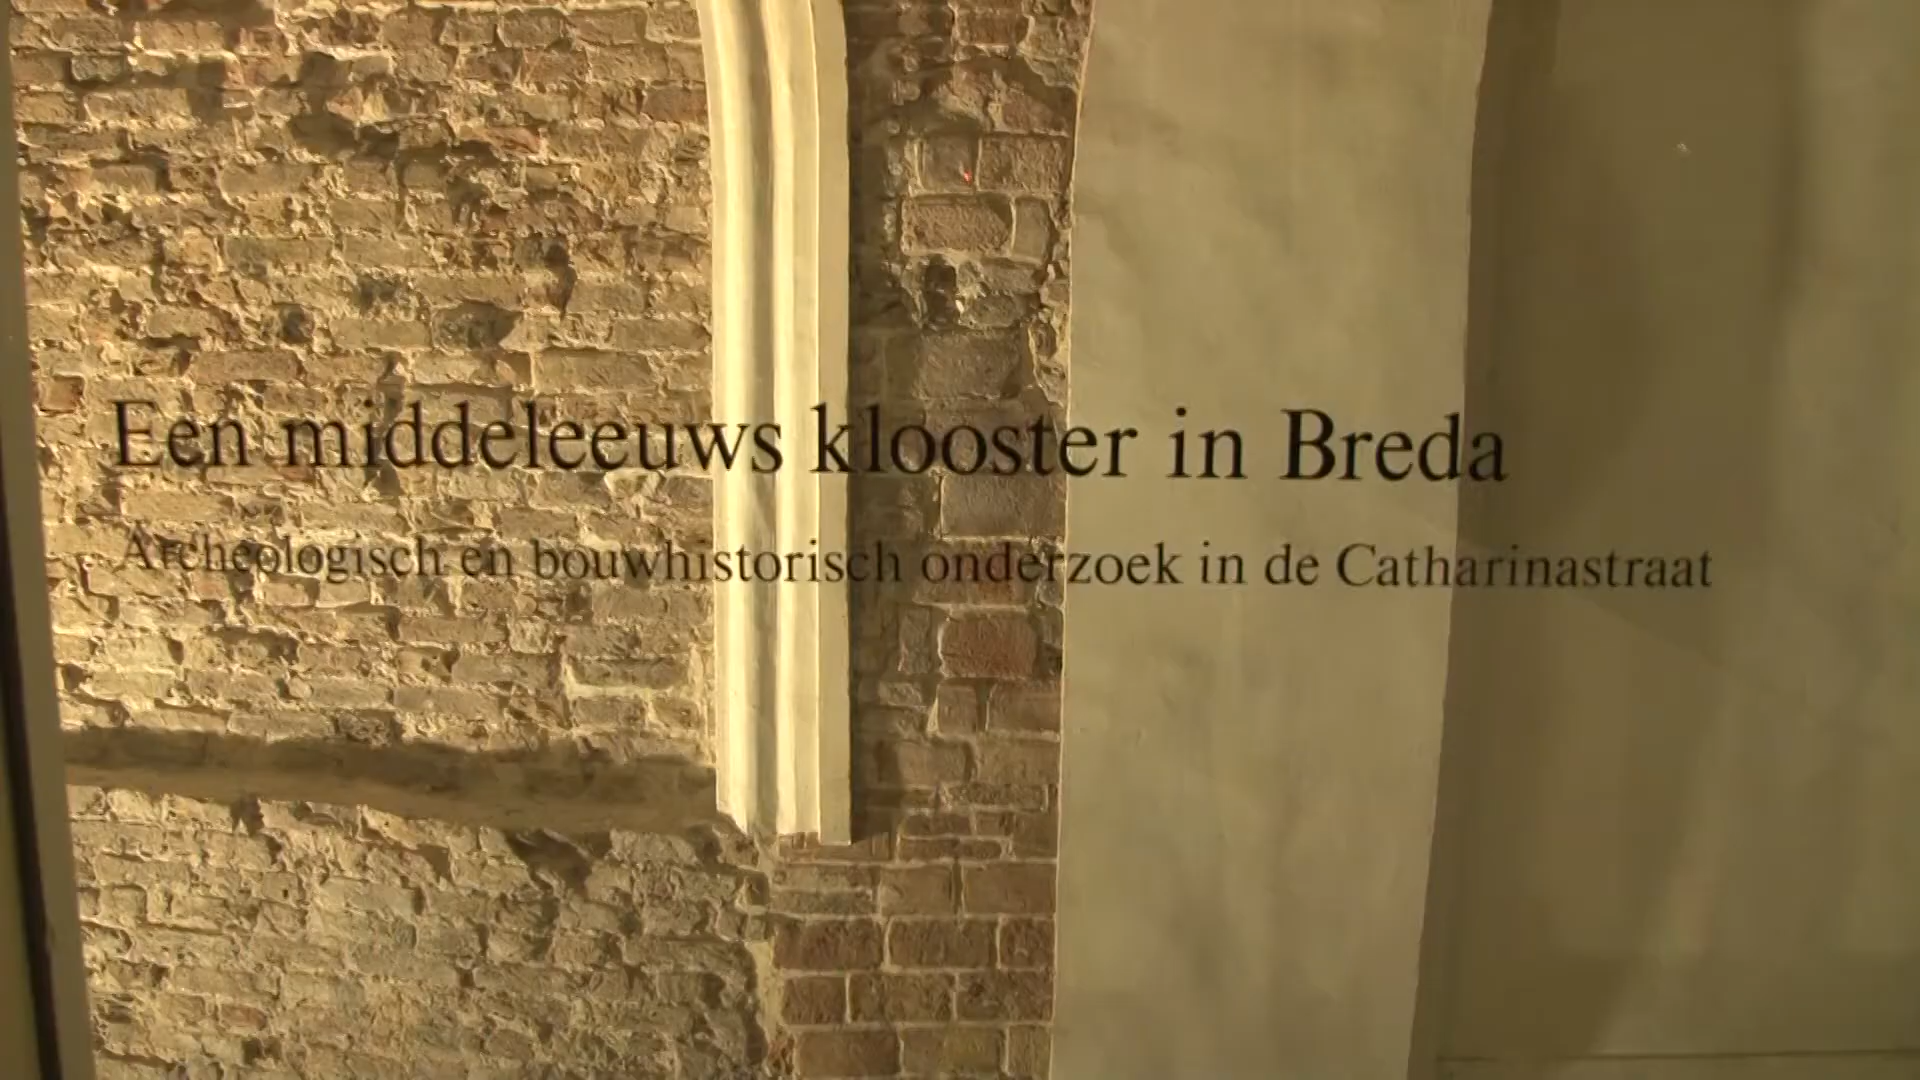 Een middeleeuws klooster in Breda
Archeologisch en bouwhistorisch onderzoek in de Catharinastraat